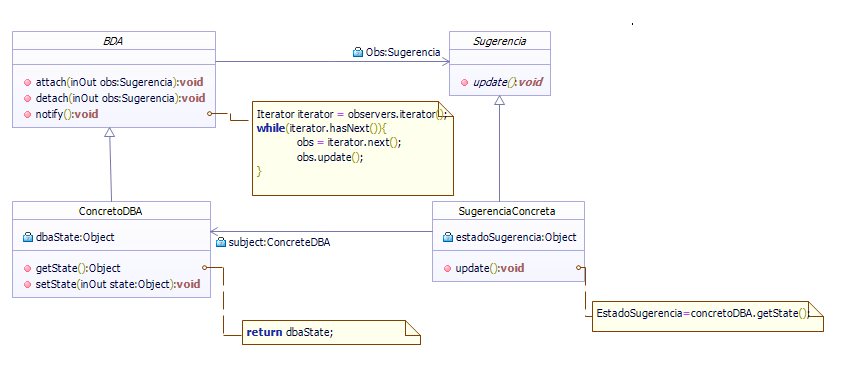 BDA
attach(inOut obs:Sugerencia):void
detach(inOut obs:Sugerencia):void
notify():void
Obs:Sugerencia
Sugerencia
update():void
Iterator iterator = observers.iterator();
while(iterator.hasNext()){
obs = iterator.next();
obs.update();
}
ConcretoDBA
dbaState:Object
getState():Object
setState(inOut state:Object):void
subject:ConcreteDBA
SugerenciaConcreta
estadoSugerencia:Object
update():void
return dbaState;
EstadoSugerencia=concretoDBA.getState();